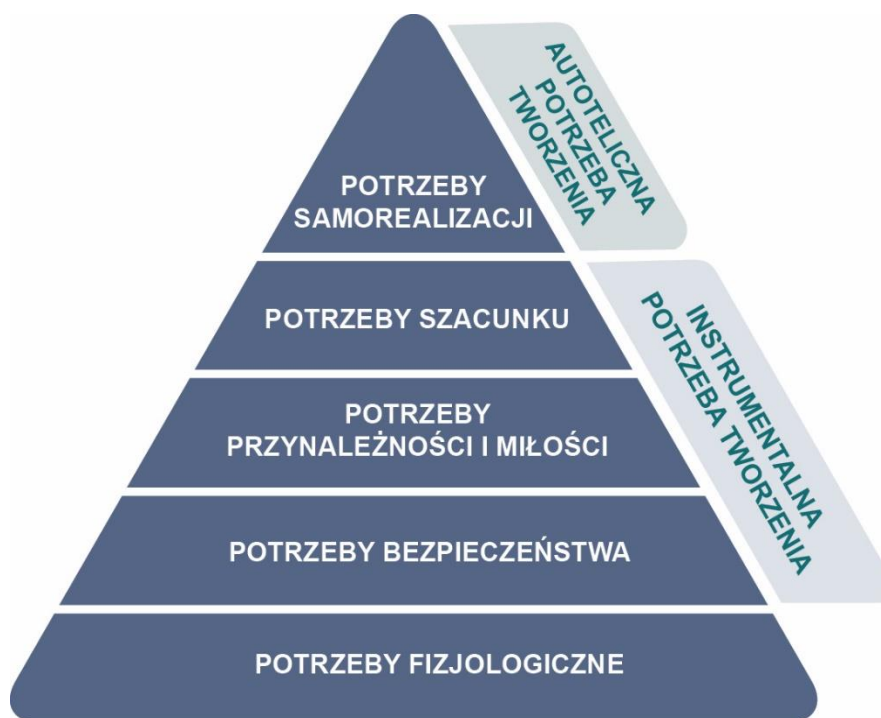 AUTOTELICZNA
POTRZEBA
TWORZENIA
POTRZEBY
SAMOREALIZACJI
POTRZEBY SZACUNKU
INSTRUMENTALNA
POTRZEBA TWORZENIA
POTRZEBY
PRZYNALEŻNOŚCI I MIŁOŚCI
POTRZEBY BEZPIECZEŃSTWA
POTRZEBY FIZJOLOGICZNE